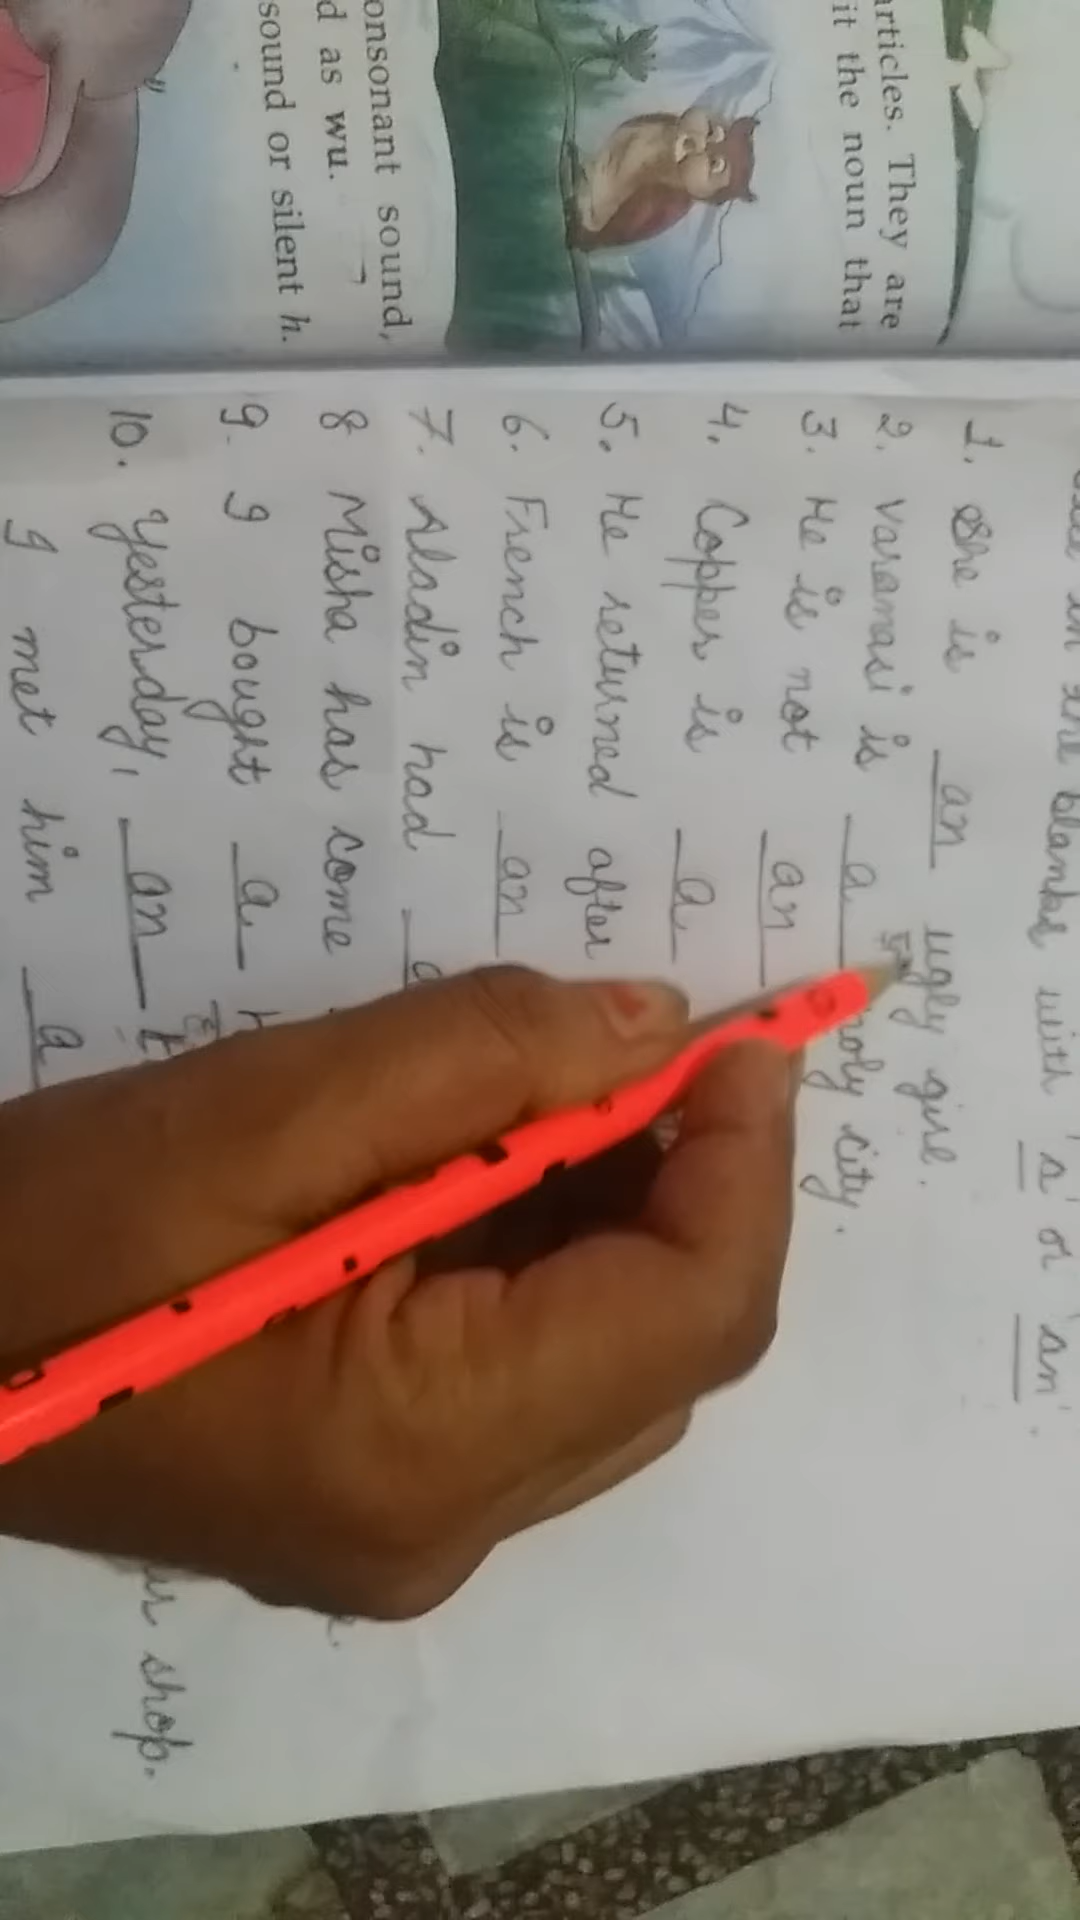 articles. They are
it the noun that
onsonant sound,
d as wu.
sound or silent h.
in the blanks with 'a' or 'an'.
1. She is an ugly girl.
2. Varanasi is a holy city.
3. He is not an
4. Copper is a
5. He returned after
6. French is an
7. Aladin had
8 Misha has come
9. I bought a
10. Yesterday, an
ur shop.
I met him a